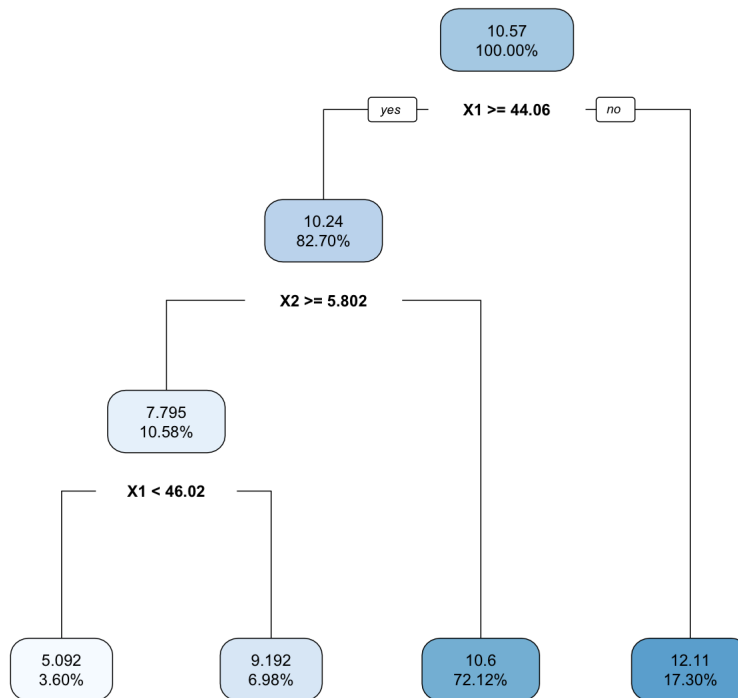 10.57
100.00%
yes
X1 >= 44.06
no
10.24
82.70%
X2 >= 5.802
7.795
10.58%
X1 < 46.02
5.092
3.60%
9.192
6.98%
10.6
72.12%
12.11
17.30%